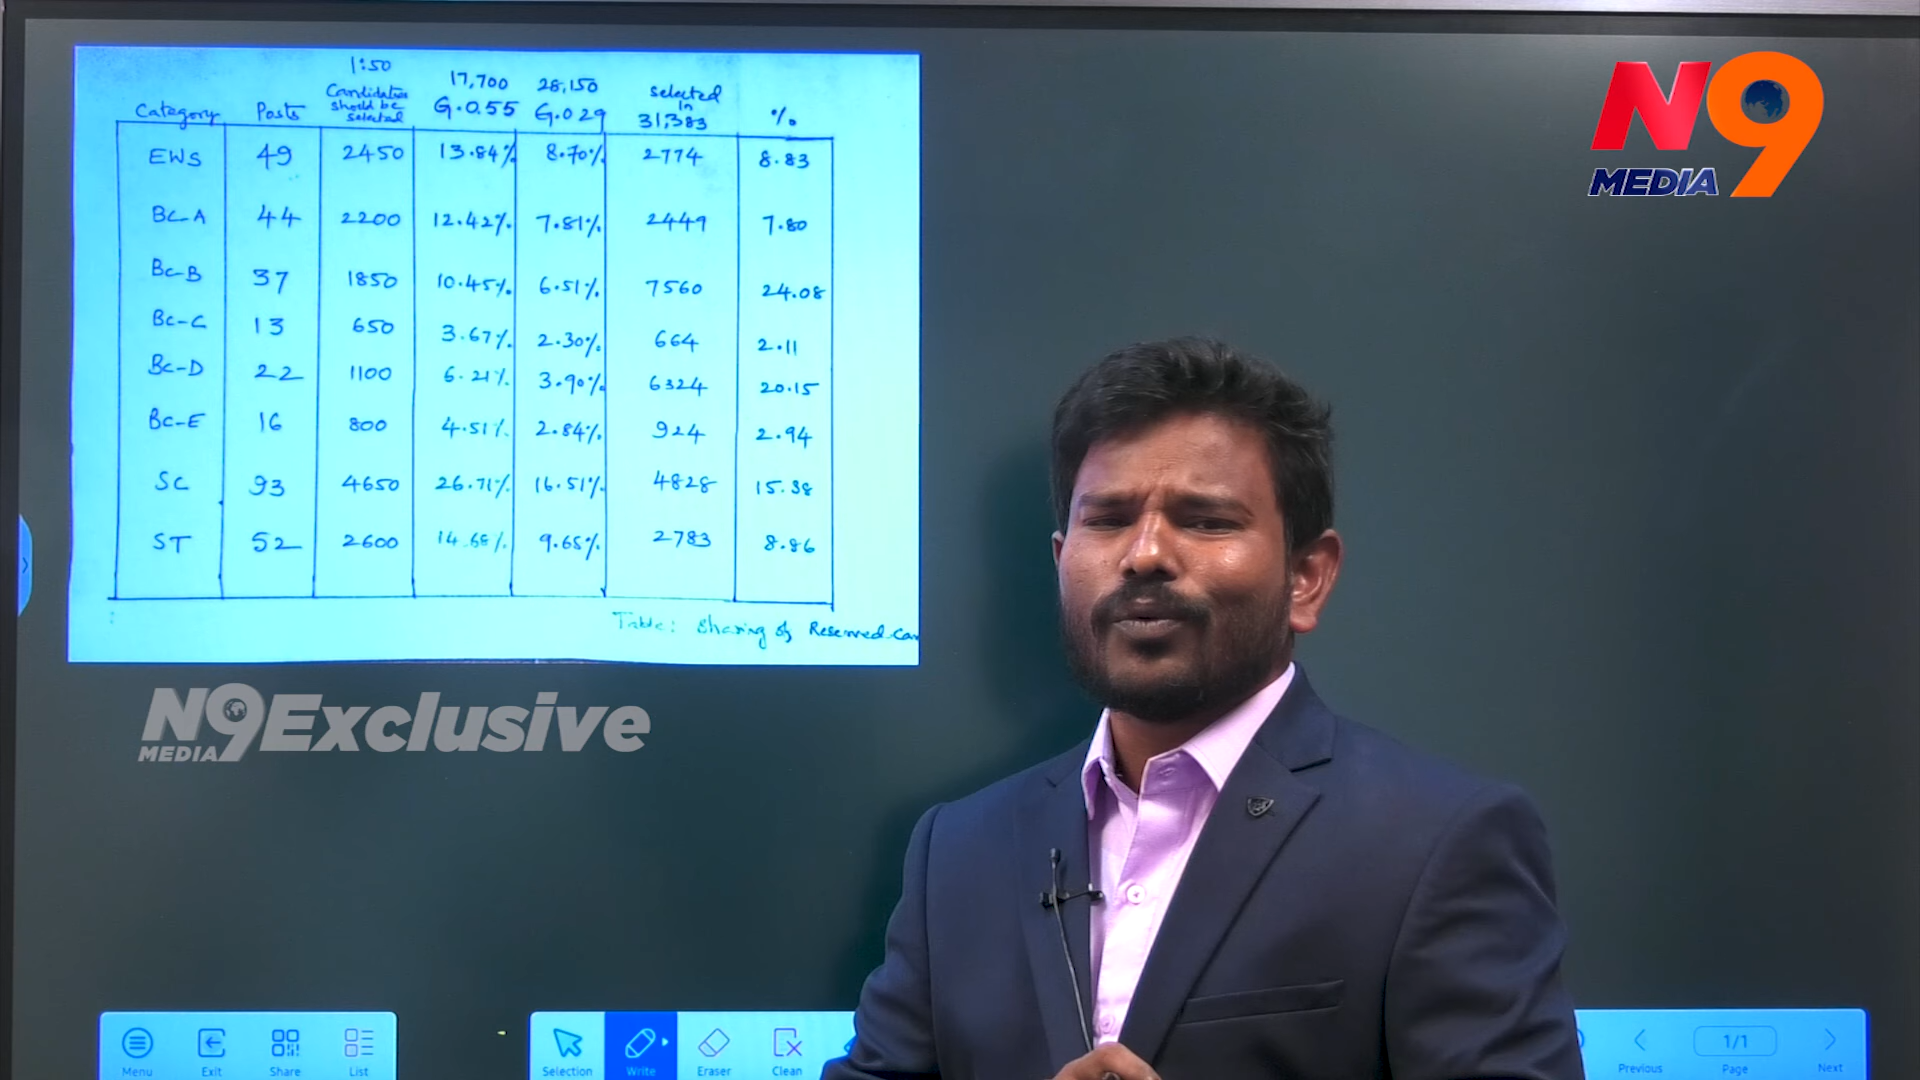 1:50
Candidates should be selected
17,700
28,150
selected in 31,383
Category Posts G.O.55 G.O 29 %
EWS 49 2450 13.84% 8.70% 2774 8.83
BC-A 44 2200 12.42% 7.81% 2449 7.80
BC-B 37 1850 10.45% 6.51% 7560 24.08
BC-C 13 650 3.67% 2.30% 664 2.11
BC-D 22 1100 6.21% 3.90% 6324 20.15
BC-E 16 800 4.51% 2.84% 924 2.94
SC 93 4650 26.71% 16.51% 4828 15.38
ST 52 2600 14.68% 9.65% 2783 8.86
Table: Sharing of Reserved
N9
MEDIA
N9 Exclusive
MEDIA
Menu Exit Share List
Selection Write Eraser Clean
1/1
Previous Page Next